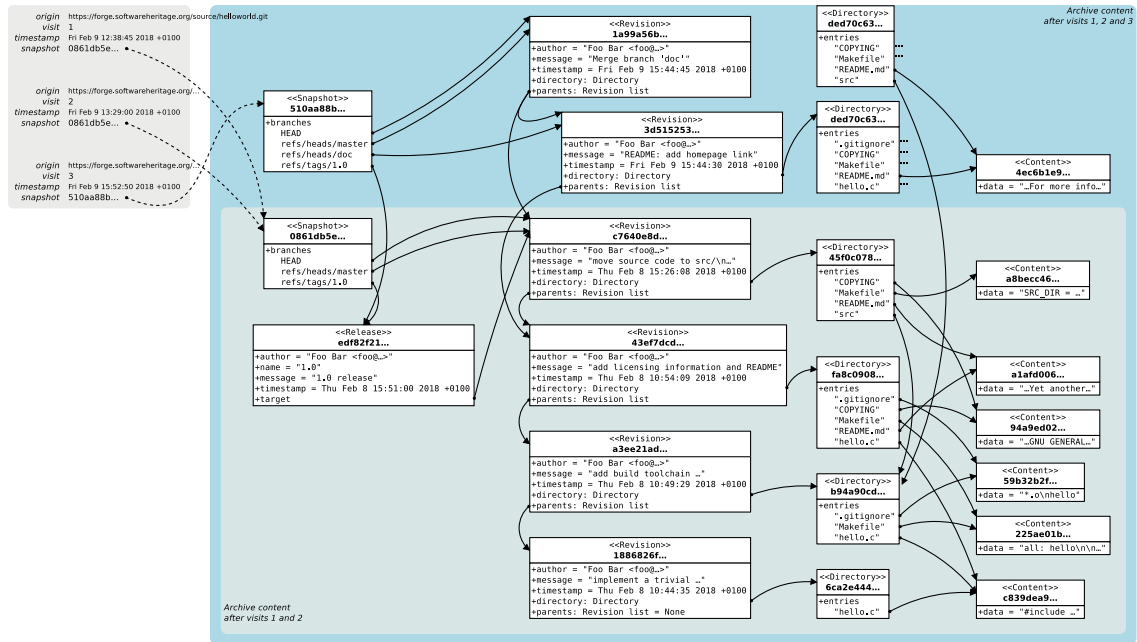 origin https://forge.softwareheritage.org/source/helloworld.git
visit 1
timestamp Fri Feb 9 12:38:45 2018 +0100
snapshot 0861db5e...
origin https://forge.softwareheritage.org/...
visit 2
timestamp Fri Feb 9 13:29:00 2018 +0100
snapshot 0861db5e...
origin https://forge.softwareheritage.org/...
visit 3
timestamp Fri Feb 9 15:52:50 2018 +0100
snapshot 510aa88b...
Archive content
after visits 1, 2 and 3
<<Snapshot>>
510aa88b...
+branches
HEAD
refs/heads/master
refs/heads/doc
refs/tags/1.0
<<Revision>>
1a99a56b...
+author = "Foo Bar <foo@…>"
+message = "Merge branch 'doc'"
+timestamp = Fri Feb 9 15:44:45 2018 +0100
+directory: Directory
+parents: Revision list
<<Revision>>
3d515253...
+author = "Foo Bar <foo@…>"
+message = "README: add homepage link"
+timestamp = Fri Feb 9 15:44:30 2018 +0100
+directory: Directory
+parents: Revision list
<<Directory>>
ded70c63...
+entries
"COPYING"
"Makefile"
"README.md"
"src"
<<Directory>>
ded70c63...
+entries
".gitignore"
"COPYING"
"Makefile"
"README.md"
"hello.c"
<<Content>>
4ec6b1e9...
+data = "…For more info…"
<<Snapshot>>
0861db5e...
+branches
HEAD
refs/heads/master
refs/tags/1.0
<<Release>>
edf82f21...
+author = "Foo Bar <foo@…>"
+name = "1.0"
+message = "1.0 release"
+timestamp = Thu Feb 8 15:51:00 2018 +0100
+target
<<Revision>>
c7640e8d...
+author = "Foo Bar <foo@…>"
+message = "move source code to src/\n…"
+timestamp = Thu Feb 8 15:26:08 2018 +0100
+directory: Directory
+parents: Revision list
<<Revision>>
43ef7dcd...
+author = "Foo Bar <foo@…>"
+message = "add licensing information and README"
+timestamp = Thu Feb 8 10:54:09 2018 +0100
+directory: Directory
+parents: Revision list
<<Revision>>
a3ee21ad...
+author = "Foo Bar <foo@…>"
+message = "add build toolchain …"
+timestamp = Thu Feb 8 10:49:29 2018 +0100
+directory: Directory
+parents: Revision list
<<Revision>>
1886826f...
+author = "Foo Bar <foo@…>"
+message = "implement a trivial …"
+timestamp = Thu Feb 8 10:44:35 2018 +0100
+directory: Directory
+parents: Revision list = None
<<Directory>>
45f0c078...
+entries
"COPYING"
"Makefile"
"README.md"
"src"
<<Directory>>
fa8c0908...
+entries
".gitignore"
"COPYING"
"Makefile"
"README.md"
"hello.c"
<<Directory>>
b94a90cd...
+entries
".gitignore"
"Makefile"
"hello.c"
<<Directory>>
6ca2e444...
+entries
"hello.c"
<<Content>>
a8becc46...
+data = "SRC_DIR = …"
<<Content>>
a1afd006...
+data = "…Yet another…"
<<Content>>
94a9ed02...
+data = "…GNU GENERAL…"
<<Content>>
59b32b2f...
+data = "*.o\nhello"
<<Content>>
225ae01b...
+data = "all: hello\n\n…"
<<Content>>
c839dea9...
+data = "#include …"
Archive content
after visits 1 and 2